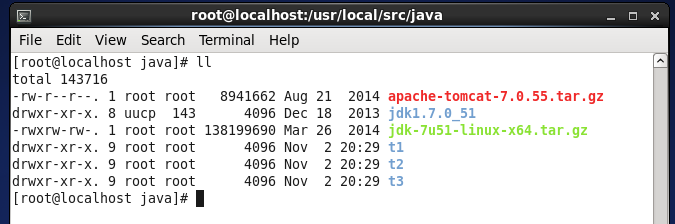 root@localhost:/usr/local/src/java
File Edit View Search Terminal Help
[root@localhost java]# ll
total 143716
-rw-r--r--. 1 root root   8941662 Aug 21  2014 apache-tomcat-7.0.55.tar.gz
drwxr-xr-x. 8 uucp  143      4096 Dec 18  2013 jdk1.7.0_51
-rwxrw-rw-. 1 root root 138199690 Mar 26  2014 jdk-7u51-linux-x64.tar.gz
drwxr-xr-x. 9 root root      4096 Nov  2 20:29 t1
drwxr-xr-x. 9 root root      4096 Nov  2 20:29 t2
drwxr-xr-x. 9 root root      4096 Nov  2 20:29 t3
[root@localhost java]#